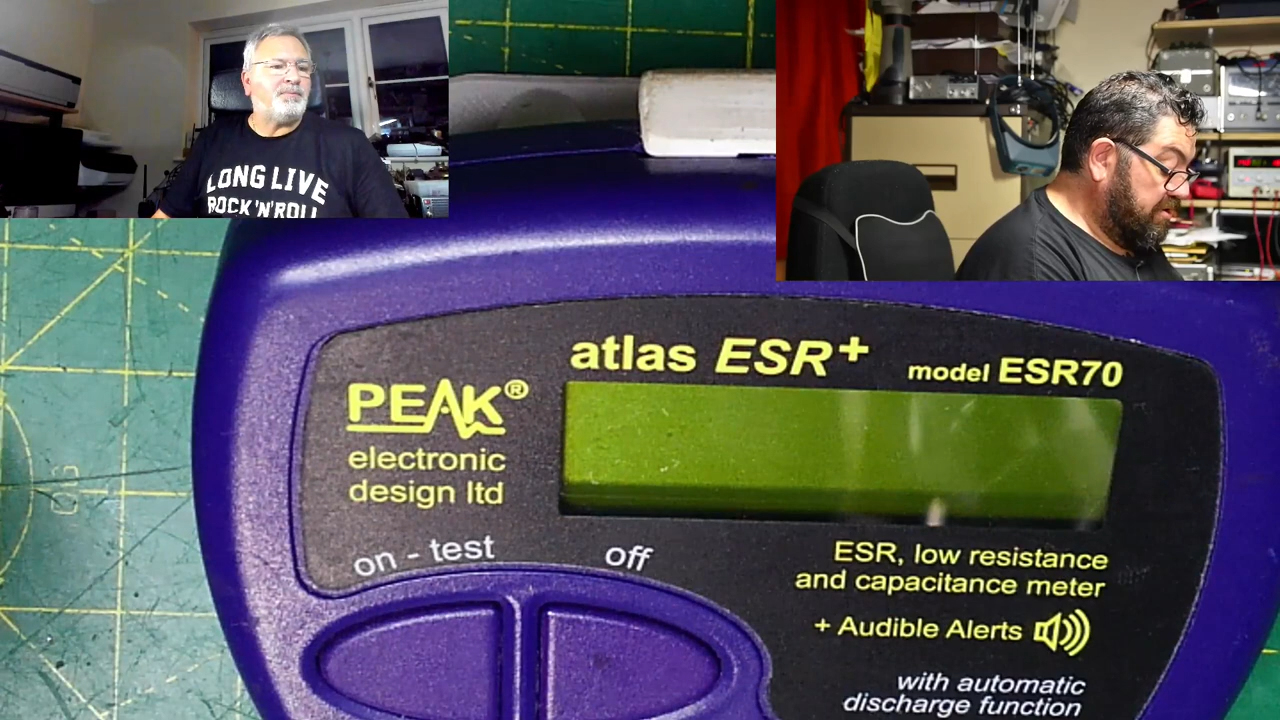 LONG LIVE
ROCK 'N' ROLL
atlas ESR+ model ESR70
PEAK®
electronic
design ltd
on - test off
ESR, low resistance
and capacitance meter
+ Audible Alerts
with automatic
discharge function